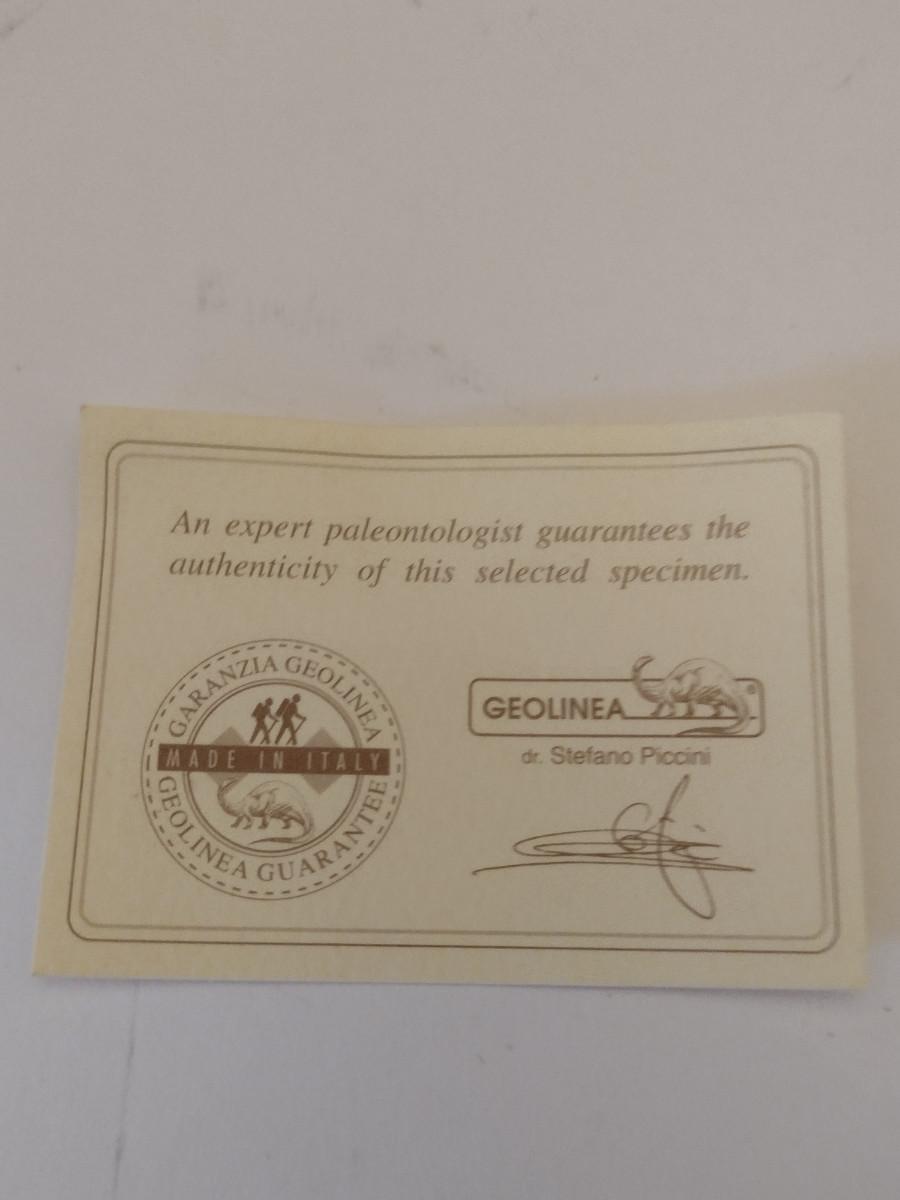 An expert paleontologist guarantees the
authenticity of this selected specimen.
GARANZIA GEOLINEA
MADE IN ITALY
GEOLINEA GUARANTEE
GEOLINEA®
dr. Stefano Piccini